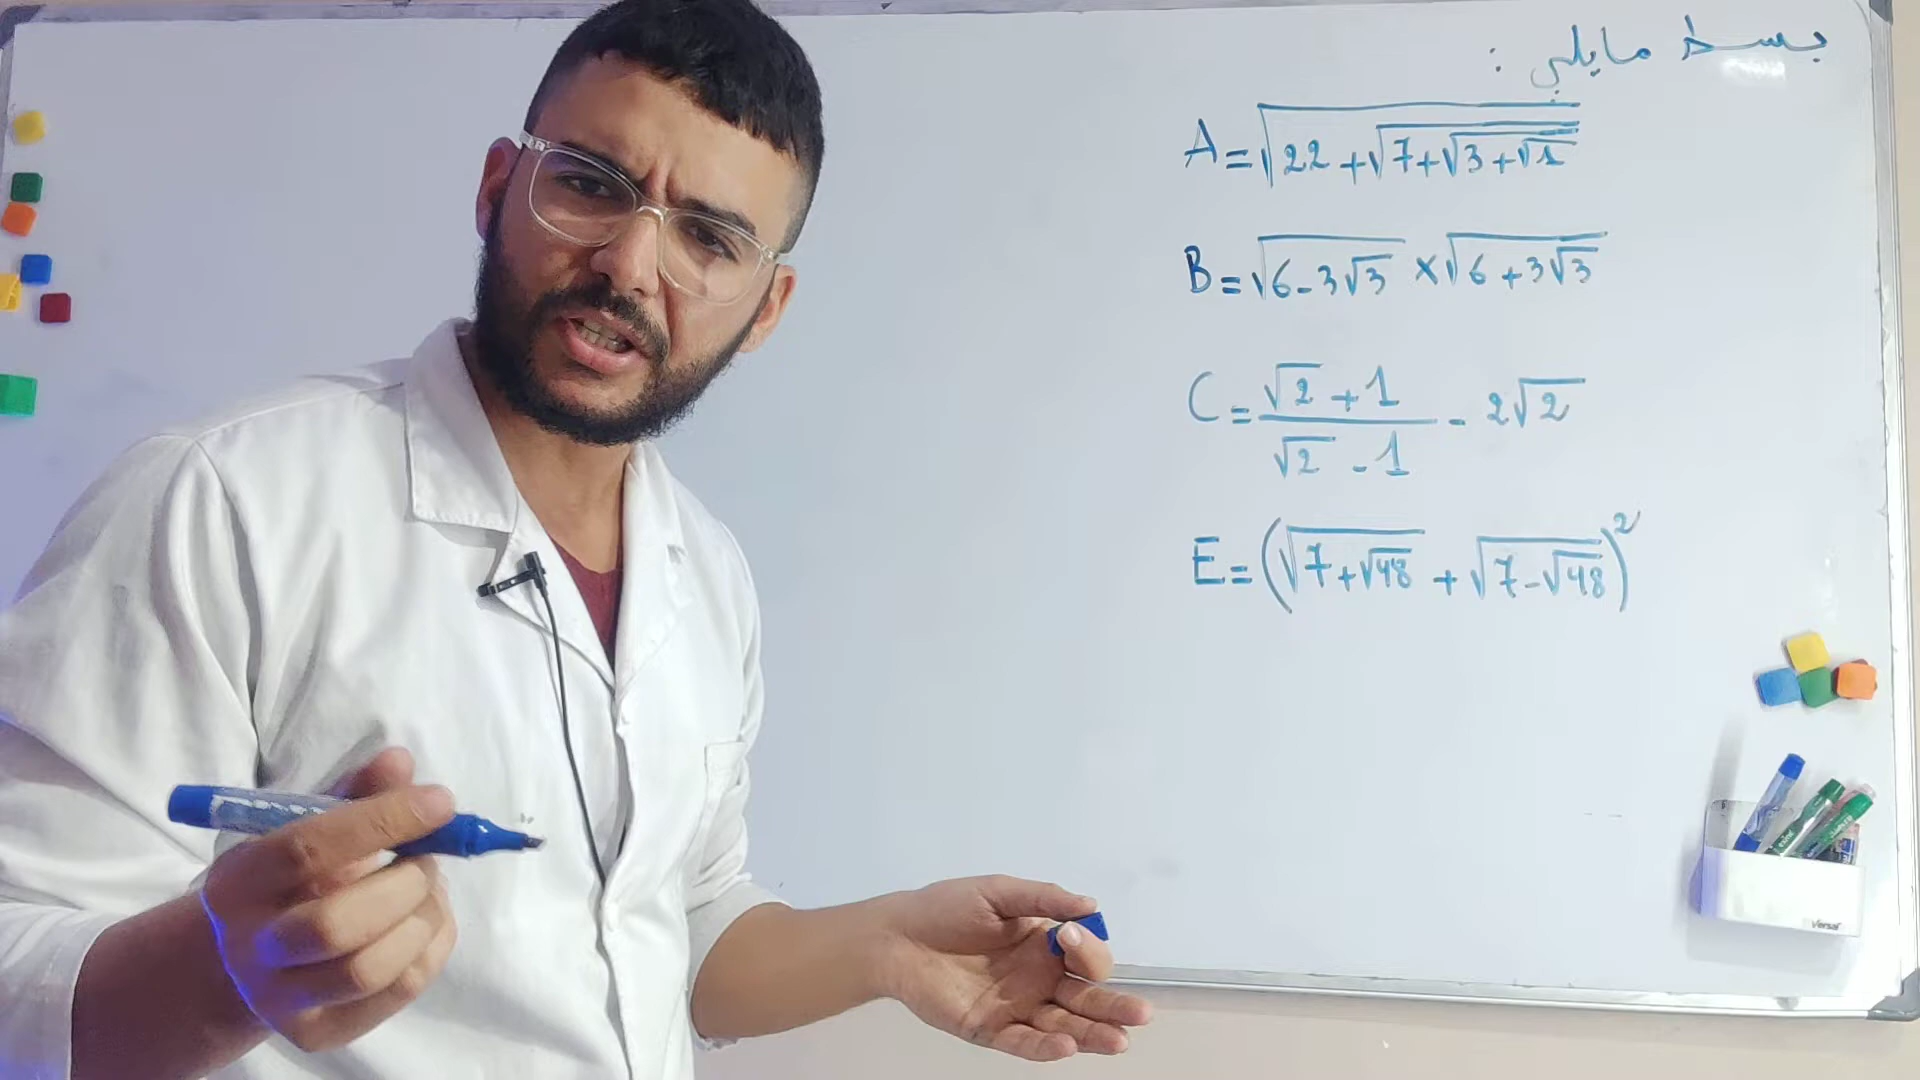 بسط مايلي :
A = √(22 + √(7 + √(3 + √1)))
B = √(6 - 3√3) × √(6 + 3√3)
C = (√2 + 1)/(√2 - 1) - 2√2
E = (√(7 + √48) + √(7 - √48))²
Versaf